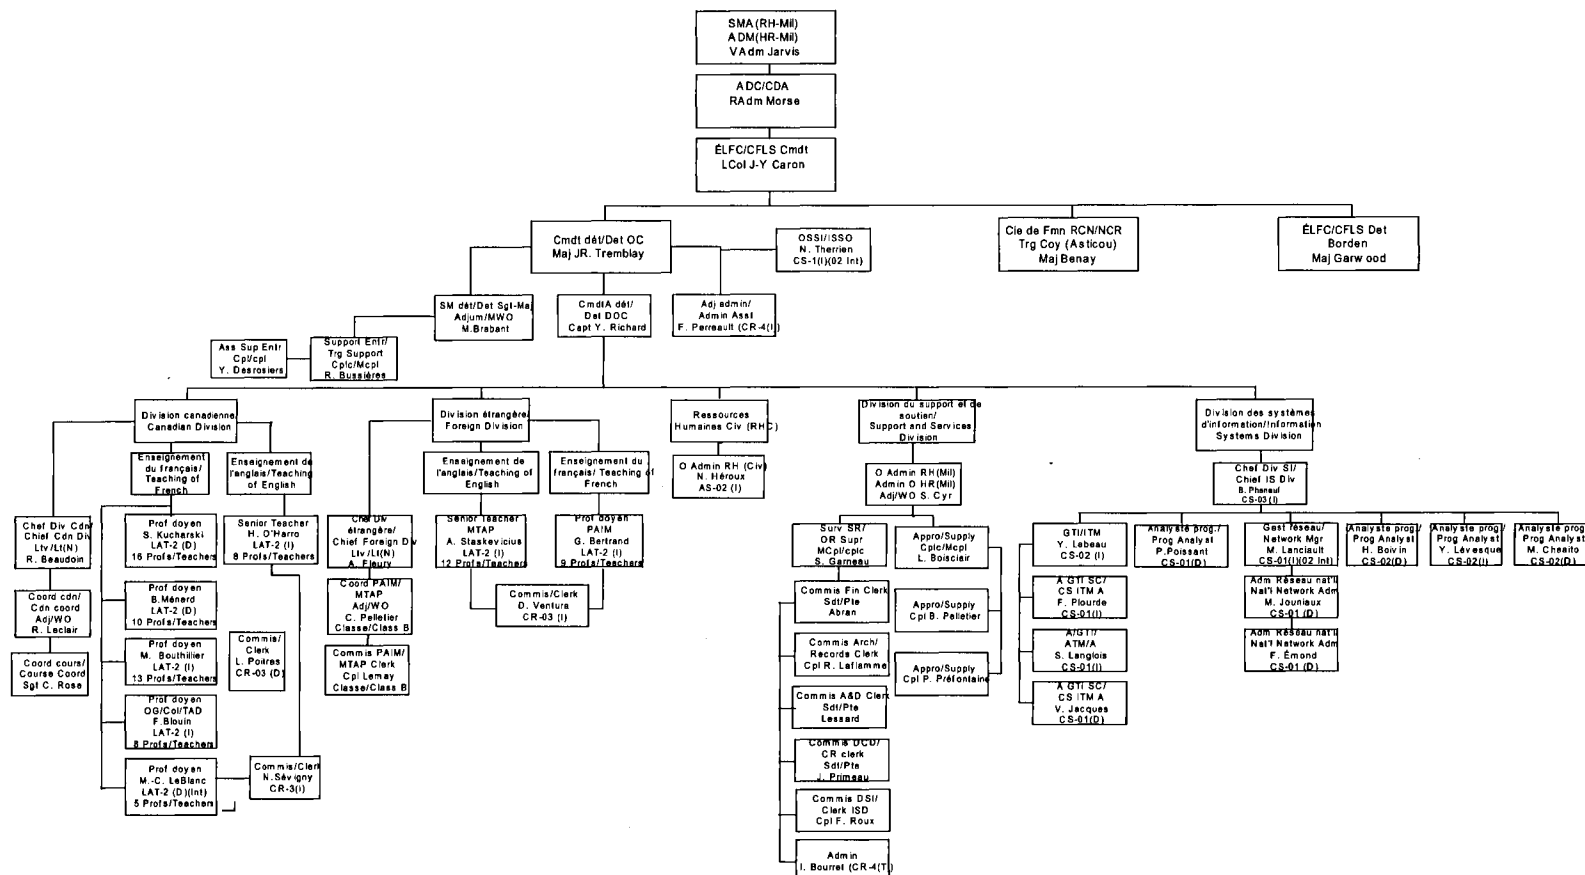 SMA (RH-Mil)
ADM(HR-Mil)
VAdm Jarvis
ADC/CDA
RAdm Morse
ÉLFC/CFLS Cmdt
LCol J-Y Caron
Cmdt dét/Det OC
Maj JR. Tremblay
OSSI/ISSO
N. Therrien
CS-1(I)(02 Int)
Cie de Fmn RCN/NCR
Trg Coy (Asticou)
Maj Benay
ÉLFC/CFLS Det
Borden
Maj Garwood
SM dét/Det Sgt-Maj
Adjum/MWO
M.Brabant
CmdtA dét/
Det DOC
Capt Y. Richard
Adj admin/
Admin Asst
F. Perreault (CR-4(I)
Ass Sup Entr
Cpl/cpl
Y. Desrosiers
Support Entr/
Trg Support
Cplc/Mcpl
R. Bussières
Division canadienne/
Canadian Division
Division étrangère/
Foreign Division
Ressources
Humaines Civ (RHC)
Division du support et de
soutien/
Support and Services
Division
Division des systèmes
d'information/Information
Systems Division
Enseignement
du français/
Teaching of
French
Enseignement de
l'anglais/Teaching
of English
Enseignement de
l'anglais/Teaching of
English
Enseignement du
français/ Teaching of
French
O Admin RH (Civ)
N. Héroux
AS-02 (I)
O Admin RH(Mil)
Admin O HR(Mil)
Adj/WO S. Cyr
Chef Div SI/
Chief IS Div
B. Phaneuf
CS-03(I)
Chef Div Cdn/
Chief Cdn Div
Ltv/Lt(N)
R. Beaudoin
Prof doyen
S. Kucharski
LAT-2 (D)
16 Profs/Teachers
Senior Teacher
H. O'Harro
LAT-2 (I)
8 Profs/Teachers
Chef Div
étrangère/
Chief Foreign Div
Ltv/Lt(N)
A. Fleury
Senior Teacher
MTAP
A. Staskevicius
LAT-2 (I)
12 Profs/Teachers
Prof doyen
PAIM
G. Bertrand
LAT-2 (I)
9 Profs/Teachers
Surv SR/
OR Supr
MCpl/cplc
S. Garneau
Appro/Supply
Cplc/Mcpl
L. Boisclair
GTI/ITM
Y. Lebeau
CS-02 (I)
Analyste prog./
Prog Analyst
P.Poissant
CS-01(D)
Gest réseau/
Network Mgr
M. Lanciault
CS-01(I)(02 Int)
Analyste prog./
Prog Analyst
H. Boivin
CS-02(D)
Analyste prog./
Prog Analyst
Y. Lévesque
CS-02(I)
Analyste prog./
Prog Analyst
M. Cheaito
CS-02(D)
Coord cdn/
Cdn coord
Adj/WO
R. Leclair
Prof doyen
B.Ménard
LAT-2 (D)
10 Profs/Teachers
Coord PAIM/
MTAP
Adj/WO
C. Pelletier
Classe/Class B
Commis/Clerk
D. Ventura
CR-03 (I)
Commis Fin Clerk
Sdt/Pte
Abran
Appro/Supply
Cpl B. Pelletier
A GTI SC/
CS ITM A
F. Plourde
CS-01(I)
Adm Réseau nat'l/
Nat'l Network Adm
M. Jouniaux
CS-01 (D)
Coord cours/
Course Coord
Sgt C. Rose
Prof doyen
M. Bouthillier
LAT-2 (I)
13 Profs/Teachers
Commis/
Clerk
L. Poitras
CR-03 (D)
Commis PAIM/
MTAP Clerk
Cpl Lemay
Classe/Class B
Commis Arch/
Records Clerk
Cpl R. Laflamme
Appro/Supply
Cpl P. Préfontaine
A/GTI/
ATM/A
S. Langlois
CS-01(I)
Adm Réseau nat'l/
Nat'l Network Adm
F. Émond
CS-01 (D)
Prof doyen
OG/Col/TAD
F.Blouin
LAT-2 (I)
8 Profs/Teachers
Commis A&D Clerk
Sdt/Pte
Lessard
A GTI SC/
CS ITM A
V. Jacques
CS-01(D)
Prof doyen
M.-C. LeBlanc
LAT-2 (D)(Int)
5 Profs/Teachers
Commis/Clerk
N.Sévigny
CR-3(I)
Commis DCD/
CR clerk
Sdt/Pte
J. Primeau
Commis DSI/
Clerk ISD
Cpl F. Roux
Admin
I. Bourret (CR-4(T)